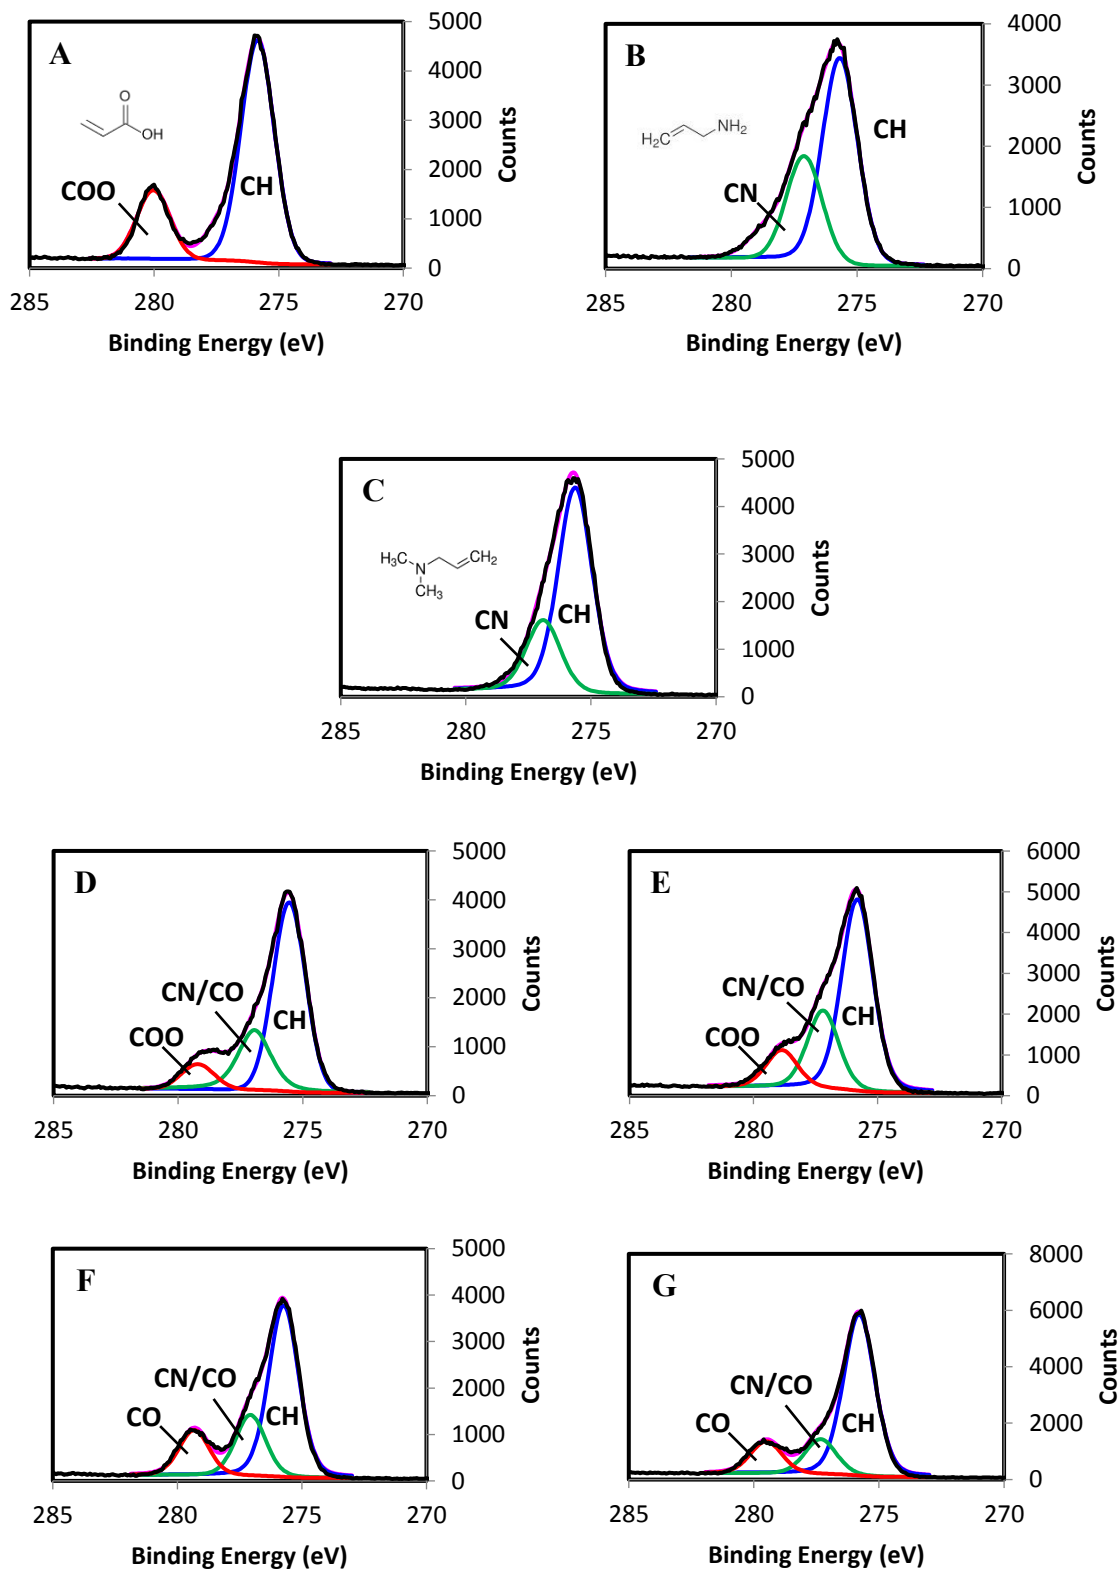 A
O
OH
COO
CH
5000
4000
3000
2000
1000
0
Counts
285
280
275
270
Binding Energy (eV)
B
H2C
NH2
CH
CN
4000
3000
2000
1000
0
Counts
285
280
275
270
Binding Energy (eV)
C
H3C
N
CH2
CH3
CN
CH
5000
4000
3000
2000
1000
0
Counts
285
280
275
270
Binding Energy (eV)
D
CN/CO
COO
CH
5000
4000
3000
2000
1000
0
Counts
285
280
275
270
Binding Energy (eV)
E
CN/CO
COO
CH
6000
5000
4000
3000
2000
1000
0
Counts
285
280
275
270
Binding Energy (eV)
F
CN/CO
CO
CH
5000
4000
3000
2000
1000
0
Counts
285
280
275
270
Binding Energy (eV)
G
CN/CO
CO
CH
8000
6000
4000
2000
0
Counts
285
280
275
270
Binding Energy (eV)